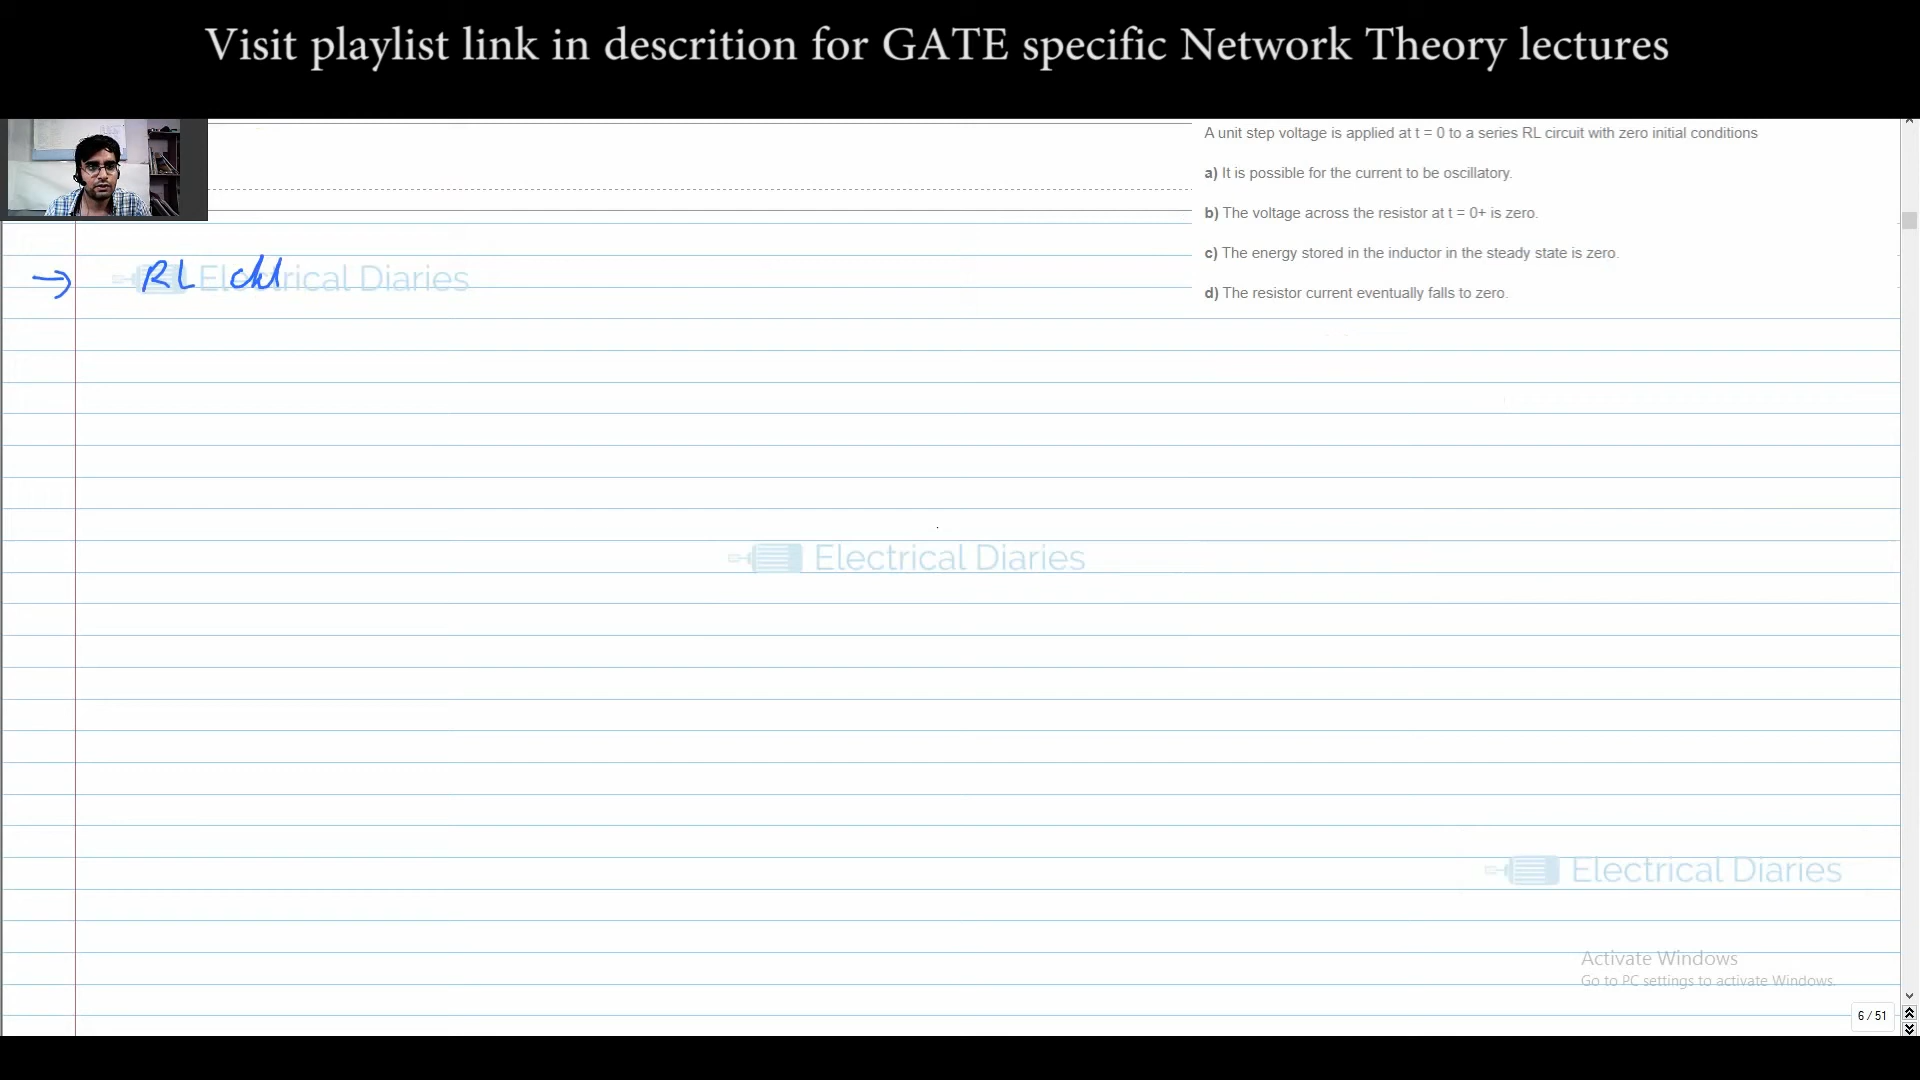 Visit playlist link in descrition for GATE specific Network Theory lectures
A unit step voltage is applied at t = 0 to a series RL circuit with zero initial conditions
a) It is possible for the current to be oscillatory.
b) The voltage across the resistor at t = 0+ is zero.
c) The energy stored in the inductor in the steady state is zero.
d) The resistor current eventually falls to zero.
→ RL ckt
Electrical Diaries
Electrical Diaries
Electrical Diaries
Activate Windows
Go to PC settings to activate Windows.
6 / 51